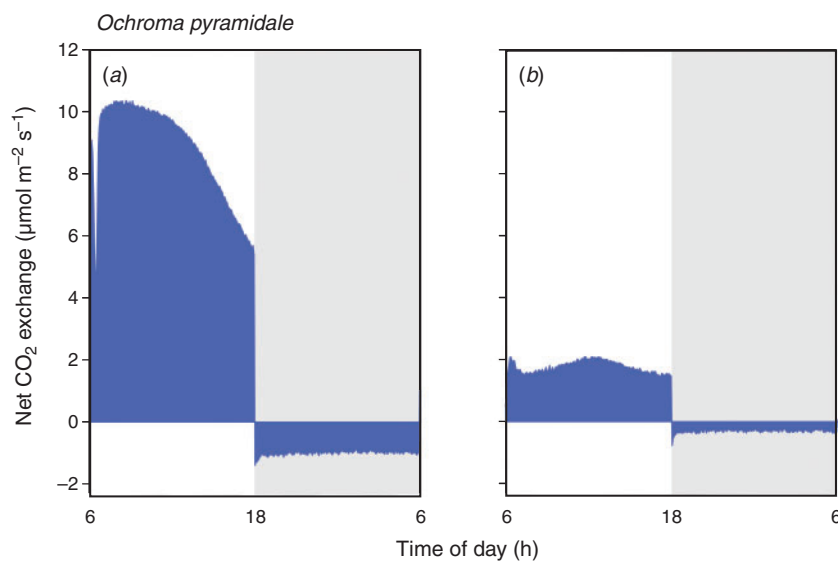 Ochroma pyramidale
(a)
(b)
12
10
8
6
4
2
0
−2
Net CO₂ exchange (µmol m⁻² s⁻¹)
6
18
6
6
18
6
Time of day (h)